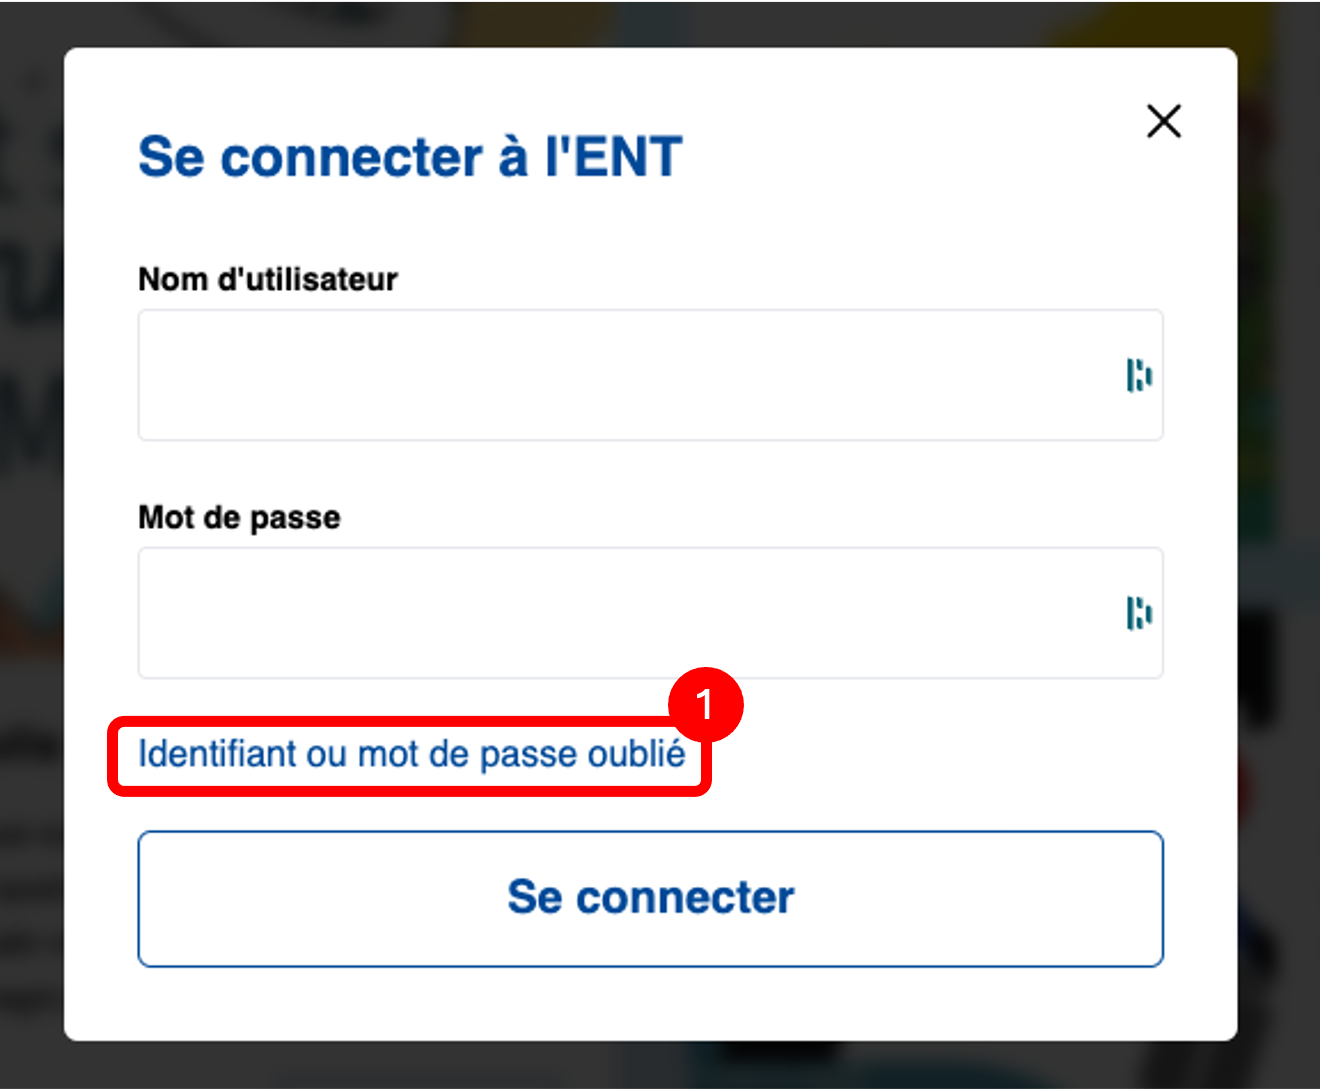 Se connecter à l'ENT
Nom d'utilisateur
Mot de passe
1
Identifiant ou mot de passe oublié
Se connecter